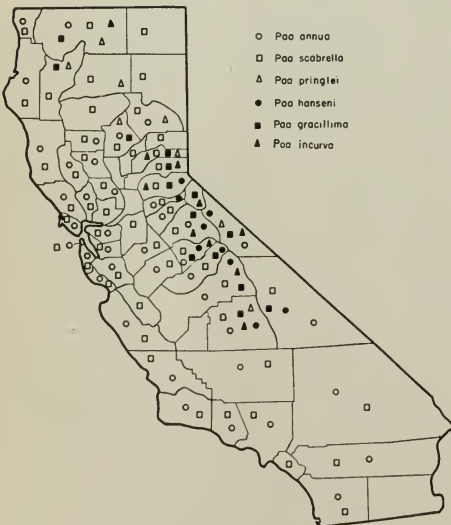 Poa annua
Poa scabrella
Poa pringlei
Poa hanseni
Poa gracillima
Poa incurva